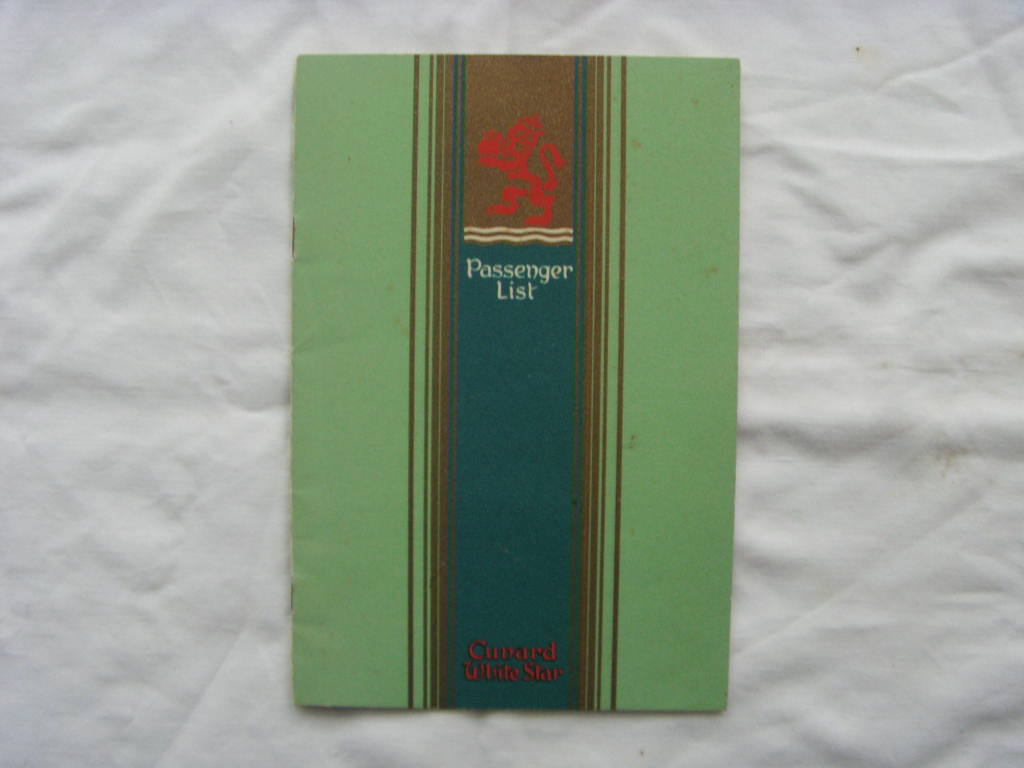 Passenger
List
Cunard
White Star